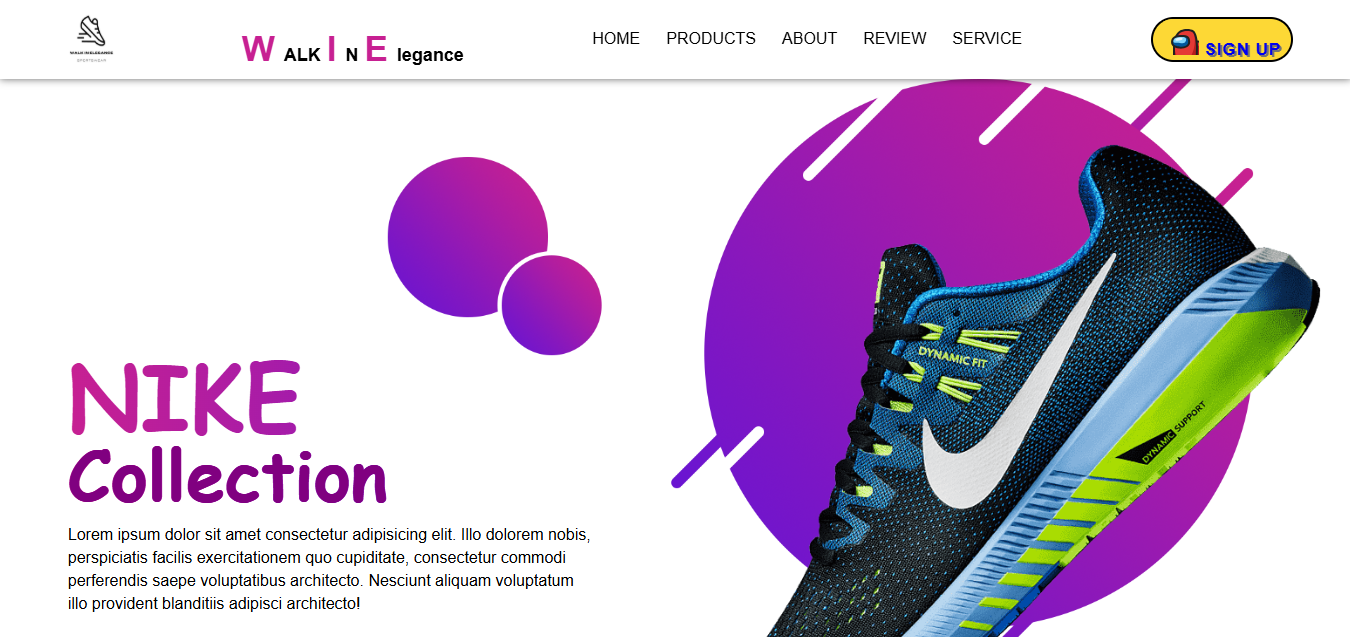 WALK IN ELEGANCE
W ALK I N E legance
HOME PRODUCTS ABOUT REVIEW SERVICE
SIGN UP
DYNAMIC FIT
NIKE
Collection
DYNAMIC SUPPORT
Lorem ipsum dolor sit amet consectetur adipisicing elit. Illo dolorem nobis,
perspiciatis facilis exercitationem quo cupiditate, consectetur commodi
perferendis saepe voluptatibus architecto. Nesciunt aliquam voluptatum
illo provident blanditiis adipisci architecto!